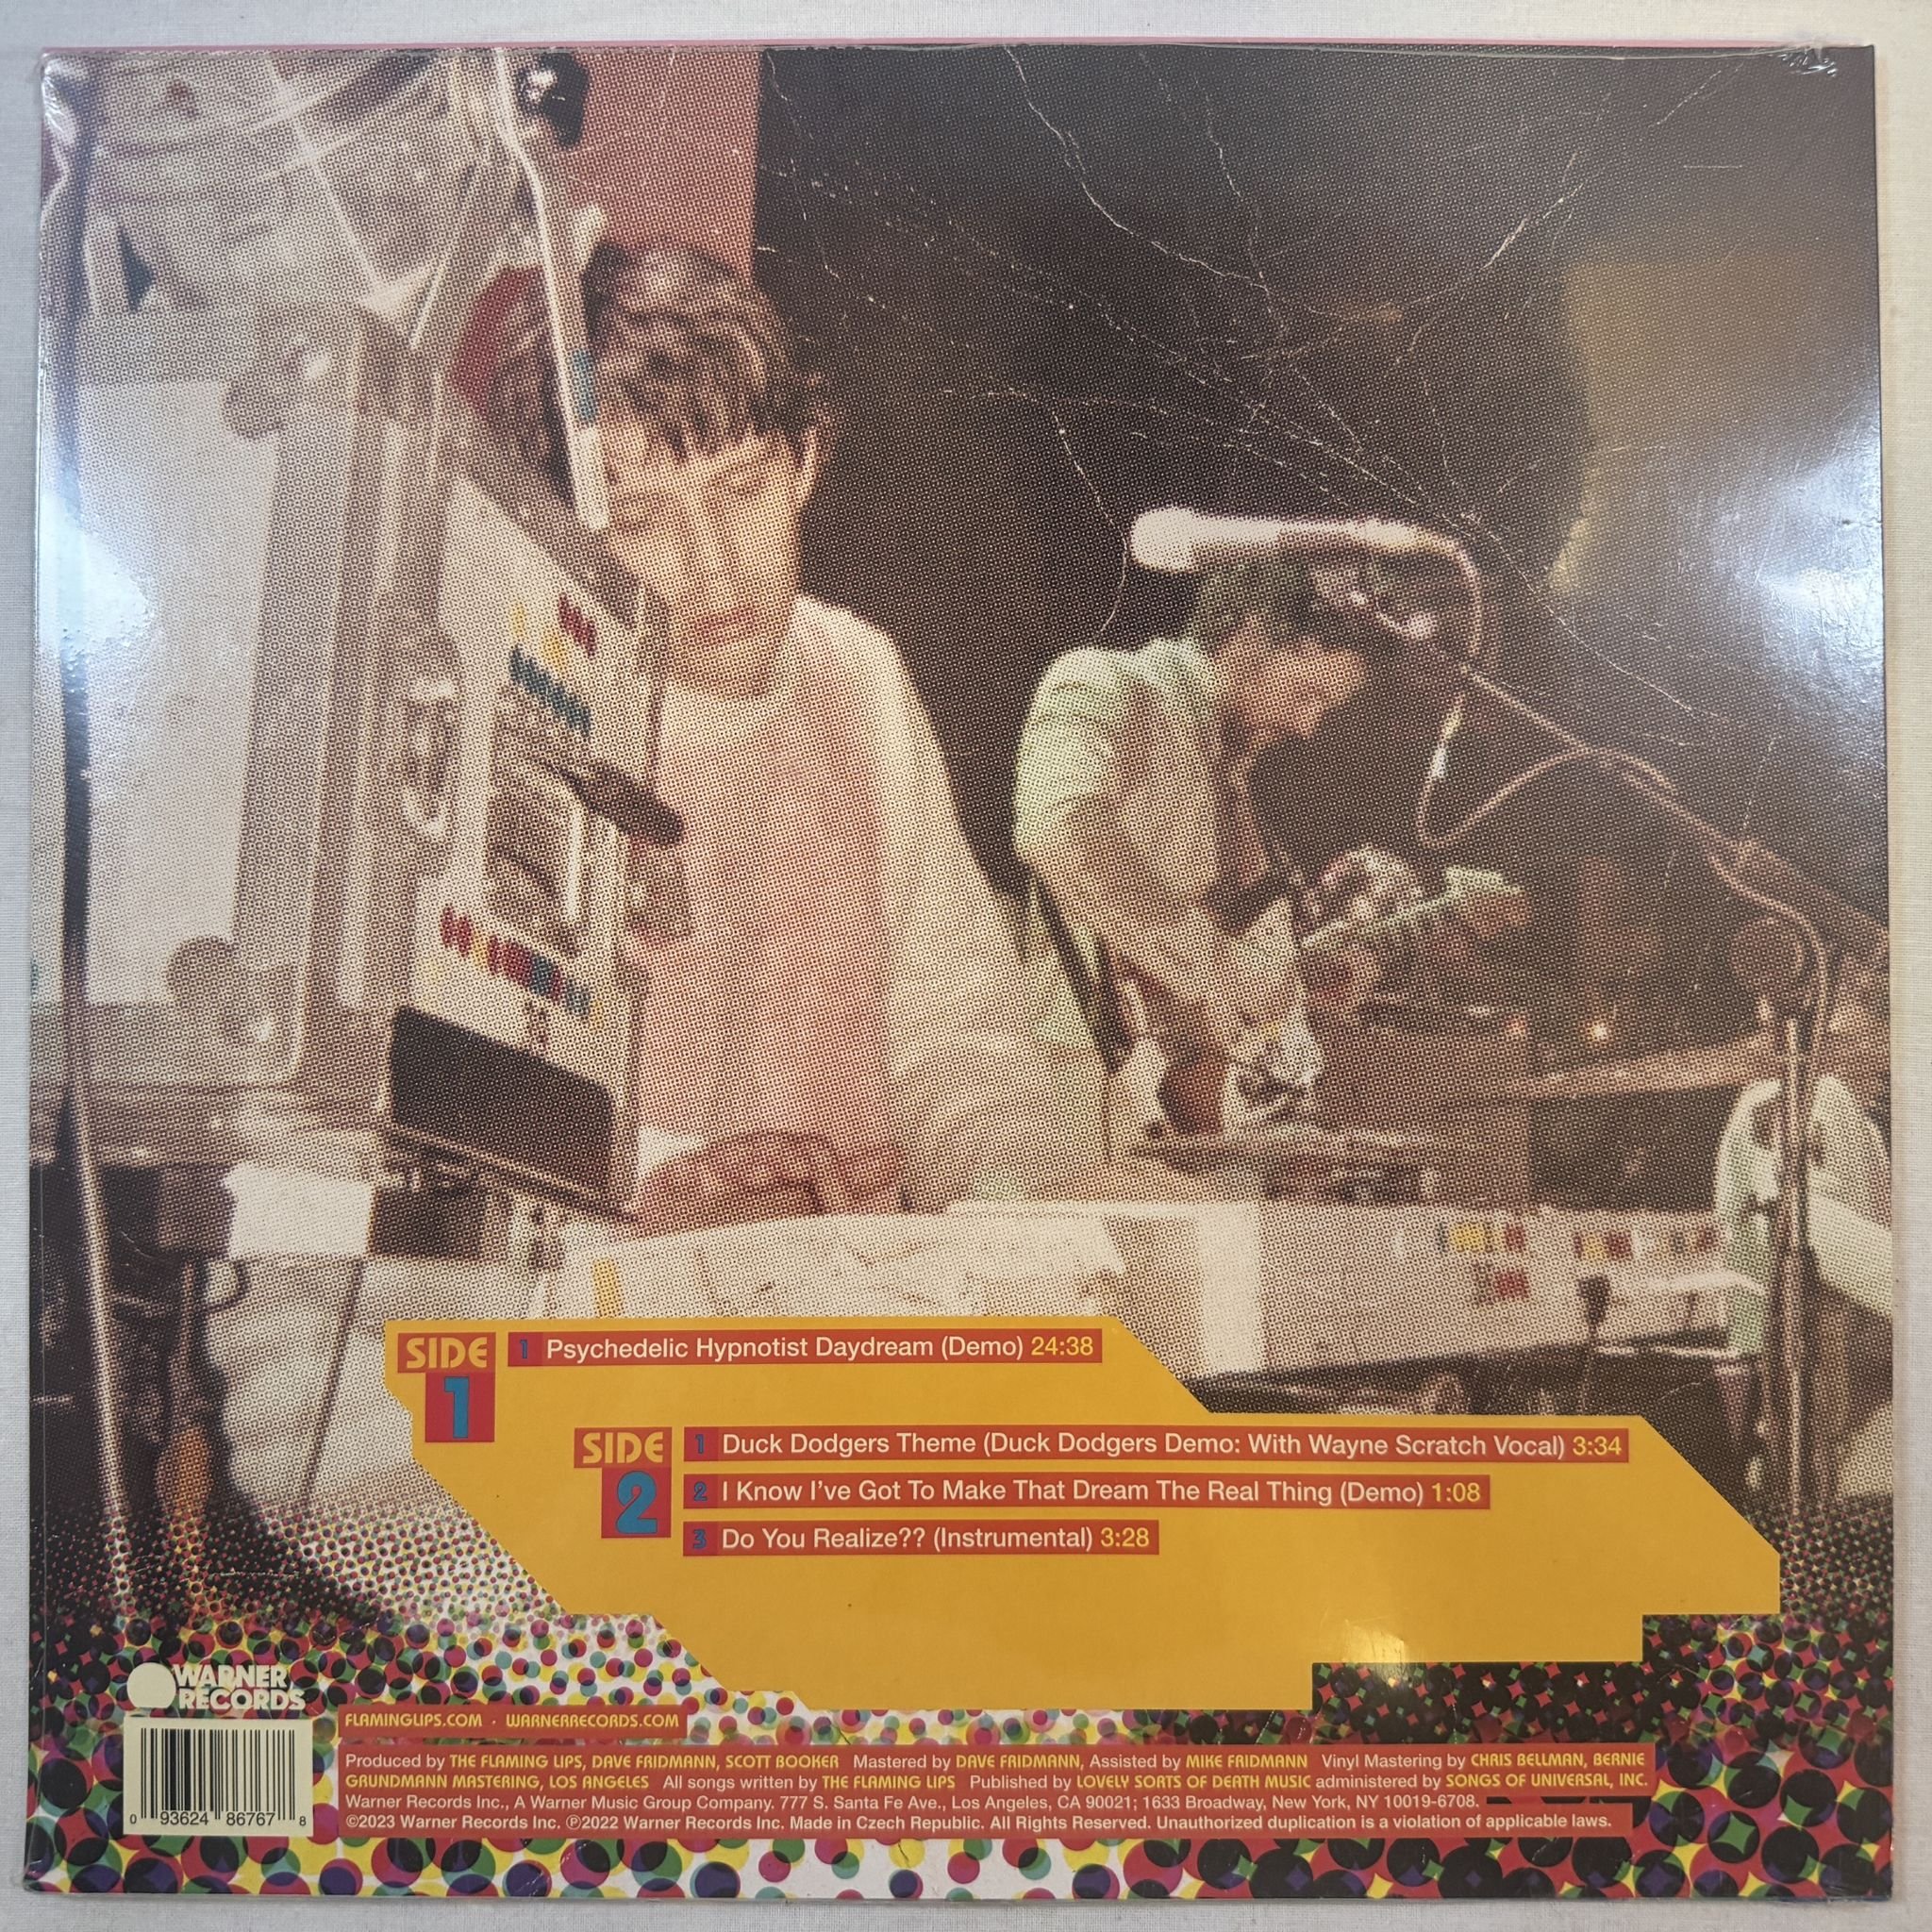 SIDE 1
1 Psychedelic Hypnotist Daydream (Demo) 24:38
SIDE 2
1 Duck Dodgers Theme (Duck Dodgers Demo: With Wayne Scratch Vocal) 3:34
2 I Know I've Got To Make That Dream The Real Thing (Demo) 1:08
3 Do You Realize?? (Instrumental) 3:28
WARNER
RECORDS
FLAMINGLIPS.COM · WARNERRECORDS.COM
Produced by THE FLAMING LIPS, DAVE FRIDMANN, SCOTT BOOKER Mastered by DAVE FRIDMANN, Assisted by MIKE FRIDMANN Vinyl Mastering by CHRIS BELLMAN, BERNIE
GRUNDMANN MASTERING, LOS ANGELES All songs written by THE FLAMING LIPS Published by LOVELY SORTS OF DEATH MUSIC administered by SONGS OF UNIVERSAL, INC.
Warner Records Inc., A Warner Music Group Company. 777 S. Santa Fe Ave., Los Angeles, CA 90021; 1633 Broadway, New York, NY 10019-6708.
©2023 Warner Records Inc. ℗2022 Warner Records Inc. Made in Czech Republic. All Rights Reserved. Unauthorized duplication is a violation of applicable laws.
0 93624 86767 8